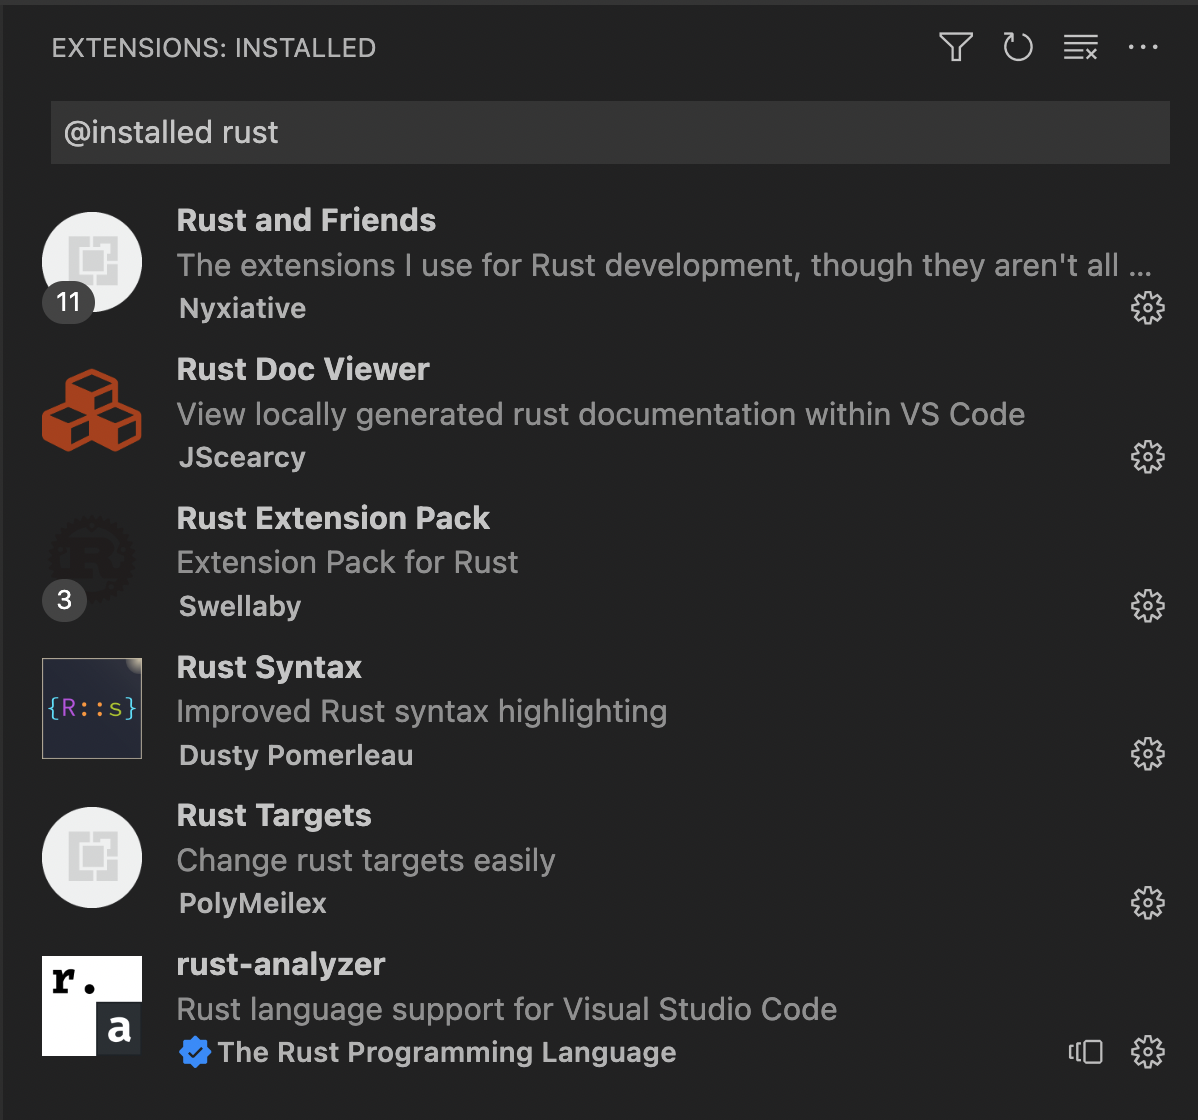 EXTENSIONS: INSTALLED
@installed rust
Rust and Friends
The extensions I use for Rust development, though they aren't all ...
11
Nyxiative
Rust Doc Viewer
View locally generated rust documentation within VS Code
JScearcy
Rust Extension Pack
Extension Pack for Rust
3
Swellaby
Rust Syntax
{R::s}
Improved Rust syntax highlighting
Dusty Pomerleau
Rust Targets
Change rust targets easily
PolyMeilex
r.
a
rust-analyzer
Rust language support for Visual Studio Code
The Rust Programming Language